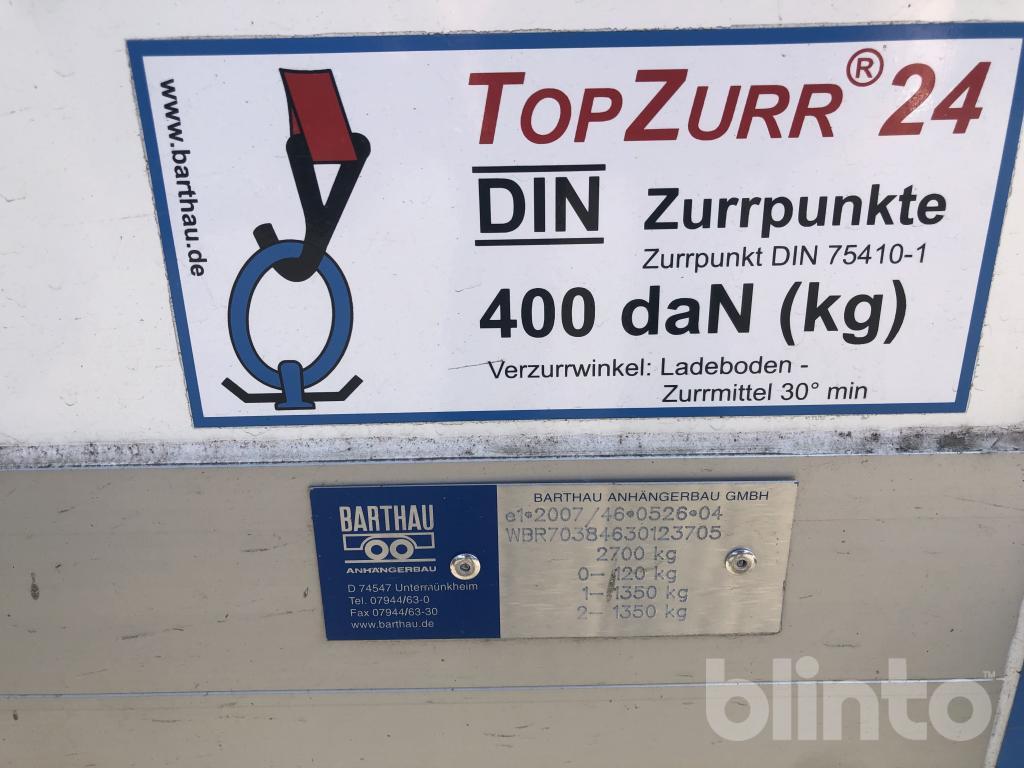 www.barthau.de
TOPZURR® 24
DIN Zurrpunkte
Zurrpunkt DIN 75410-1
400 daN (kg)
Verzurrwinkel: Ladeboden -
Zurrmittel 30° min
BARTHAU
ANHÄNGERBAU
D 74547 Untermünkheim
Tel. 07944/63-0
Fax 07944/63-30
www.barthau.de
BARTHAU ANHÄNGERBAU GMBH
e1*2007/46*0526*04
WBR70384630123705
2700 kg
0- 120 kg
1- 1350 kg
2- 1350 kg
blinto™